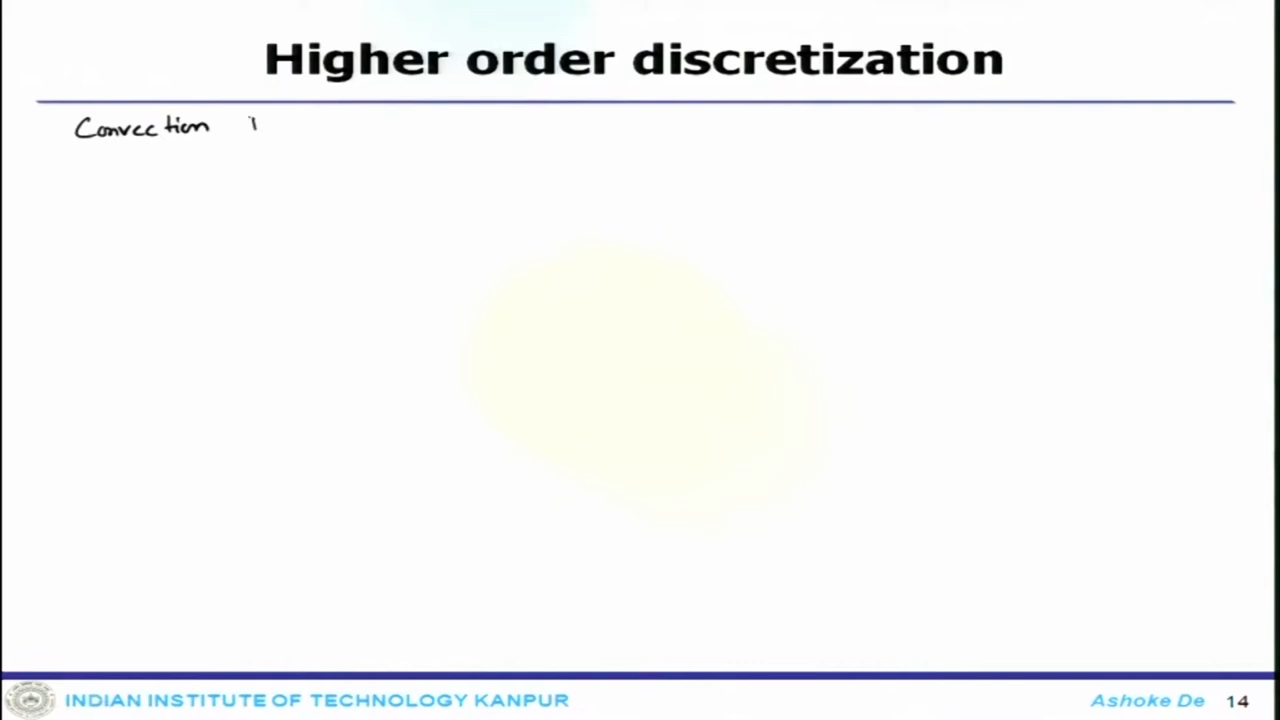 Higher order discretization
Convection
INDIAN INSTITUTE OF TECHNOLOGY KANPUR
Ashoke De 14